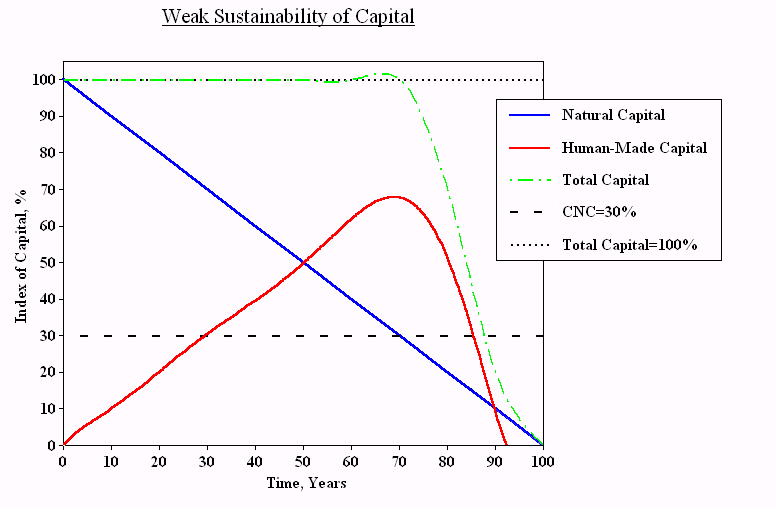 Weak Sustainability of Capital
100
90
80
70
60
50
40
30
20
10
0
Index of Capital, %
0 10 20 30 40 50 60 70 80 90 100
Time, Years
Natural Capital
Human-Made Capital
Total Capital
CNC=30%
Total Capital=100%